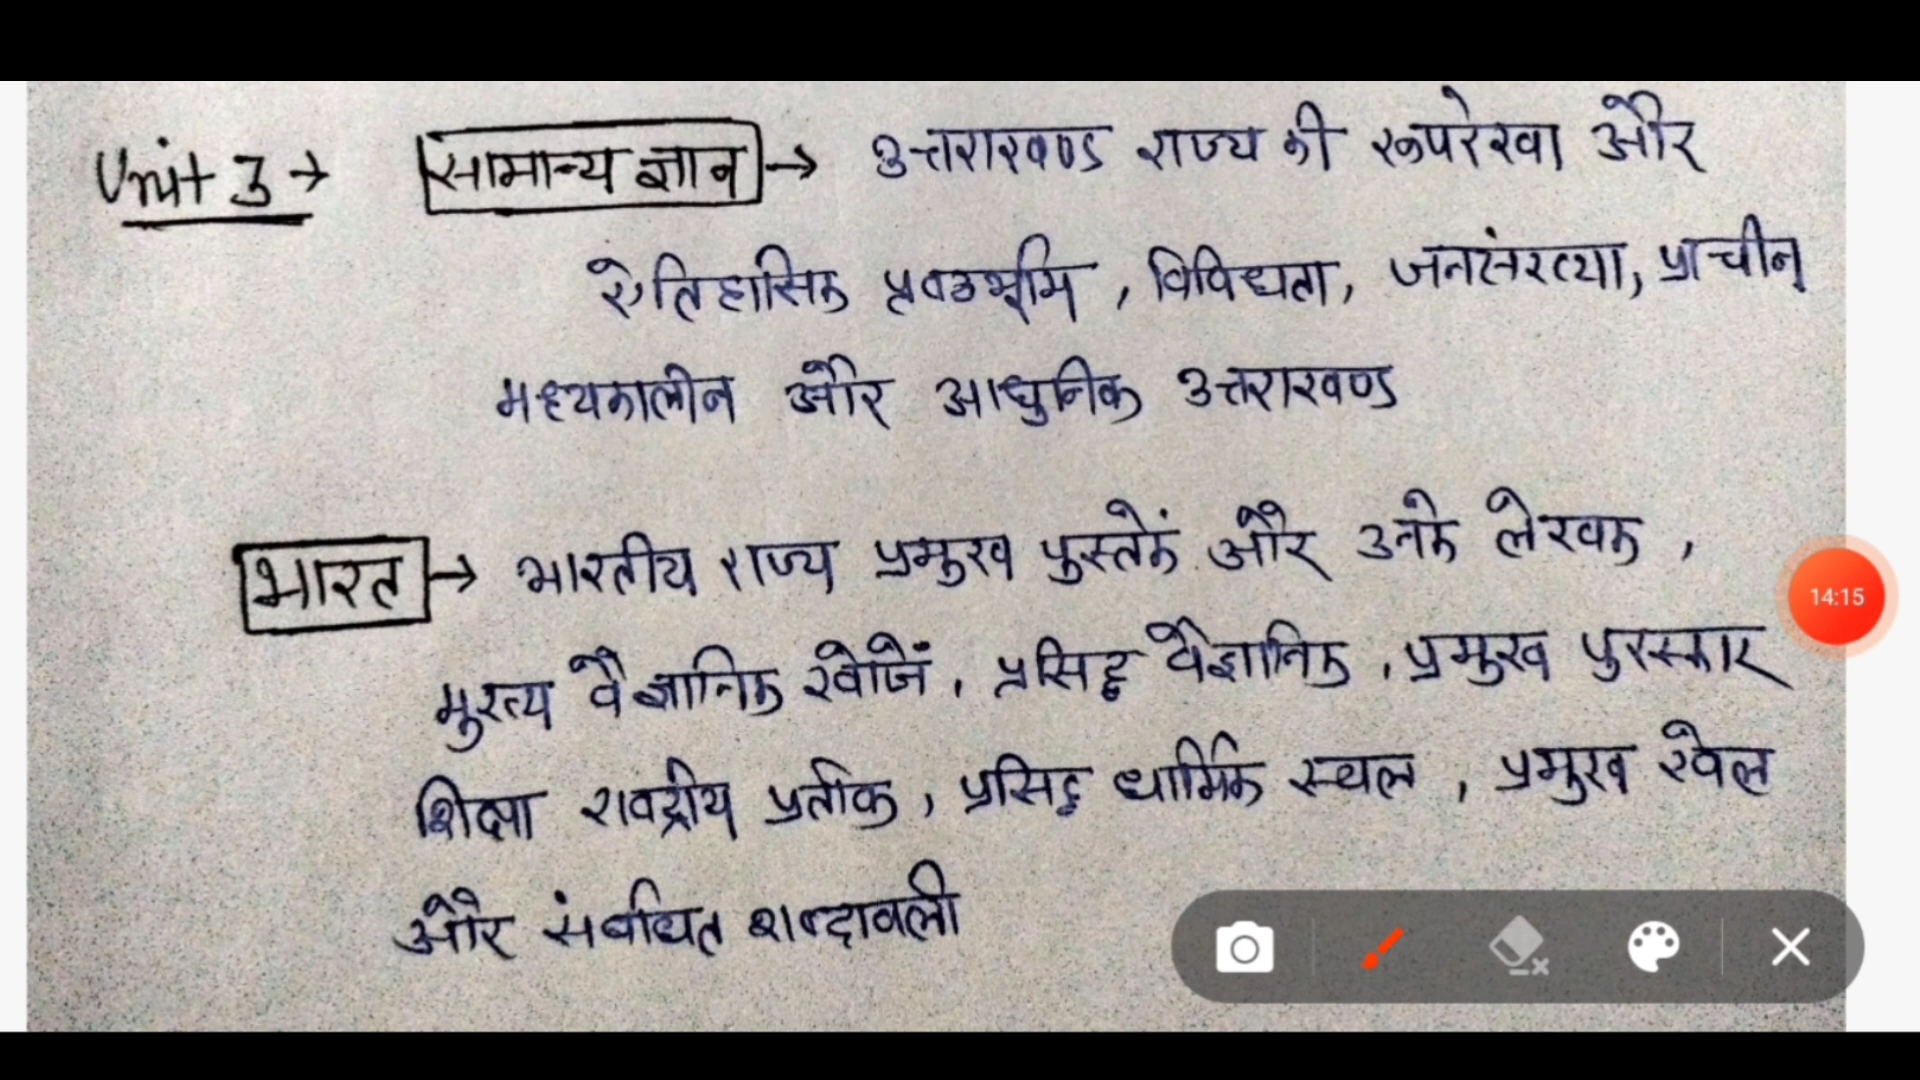 Unit 3 → सामान्य ज्ञान → उत्तराखण्ड राज्य की रूपरेखा और
ऐतिहासिक पृष्ठभूमि, विविधता, जनसंख्या, प्राचीन
मध्यकालीन और आधुनिक उत्तराखण्ड
भारत → भारतीय राज्य प्रमुख पुस्तकें और उनके लेखक,
14:15
मुख्य वैज्ञानिक खोजें, प्रसिद्ध वैज्ञानिक, प्रमुख पुरस्कार
शिक्षा राष्ट्रीय प्रतीक, प्रसिद्ध धार्मिक स्थल, प्रमुख खेल
और संबंधित शब्दावली